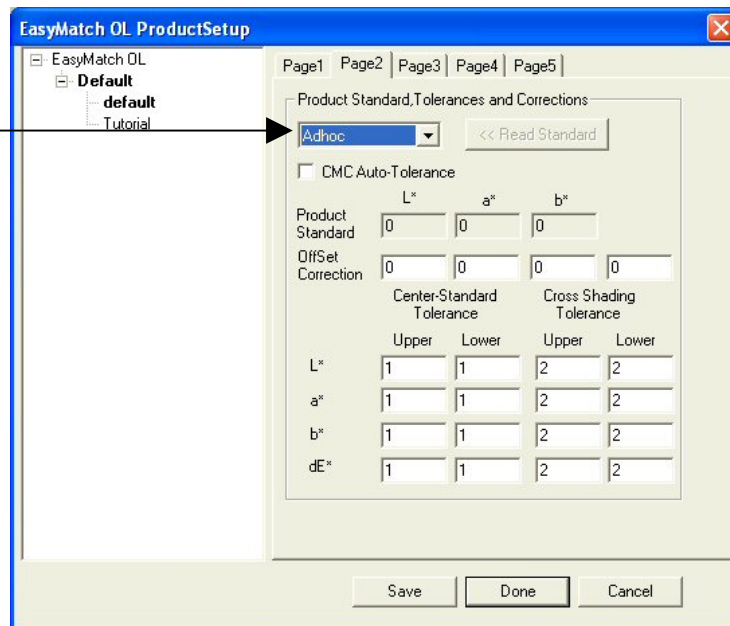 EasyMatch OL ProductSetup
EasyMatch OL
Default
default
Tutorial
Page1 Page2 Page3 Page4 Page5
Product Standard,Tolerances and Corrections
Adhoc << Read Standard
CMC Auto-Tolerance
L* a* b*
Product Standard 0 0 0
OffSet Correction 0 0 0 0
Center-Standard Tolerance Cross Shading Tolerance
Upper Lower Upper Lower
L* 1 1 2 2
a* 1 1 2 2
b* 1 1 2 2
dE* 1 1 2 2
Save Done Cancel